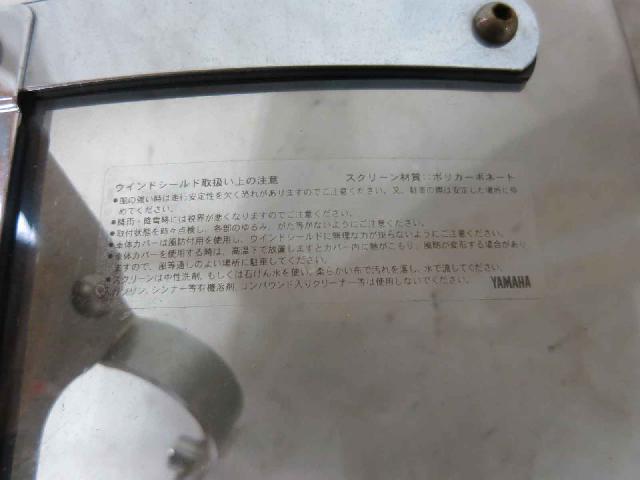 ウインドシールド取扱い上の注意 スクリーン材質：ポリカーボネート
●風の強い時は走行安定性を欠く恐れがありますのでご注意ください。又、駐車の際は安定した場所に停
めてください。
●降雨・降雪時には視界が悪くなりますのでご注意ください。
●取付状態を時々点検し、各部のゆるみ、がた等がないようにご注意ください。
●全体カバーは風防付用を使用し、ウインドシールドに無理な力が掛らないようにご注意ください。
●全体カバーを使用する時は、高温下で放置しますとカバー内に熱がこもり、風防が変形する場合があり
ますので、風等通しのよい場所に駐車してください。
●スクリーンは中性洗剤、もしくは石けん水を使い、柔らかい布で汚れを落し、水で流してください。
ガソリン、シンナー等有機溶剤、コンパウンド入りクリーナー等は使用しないでください。
YAMAHA